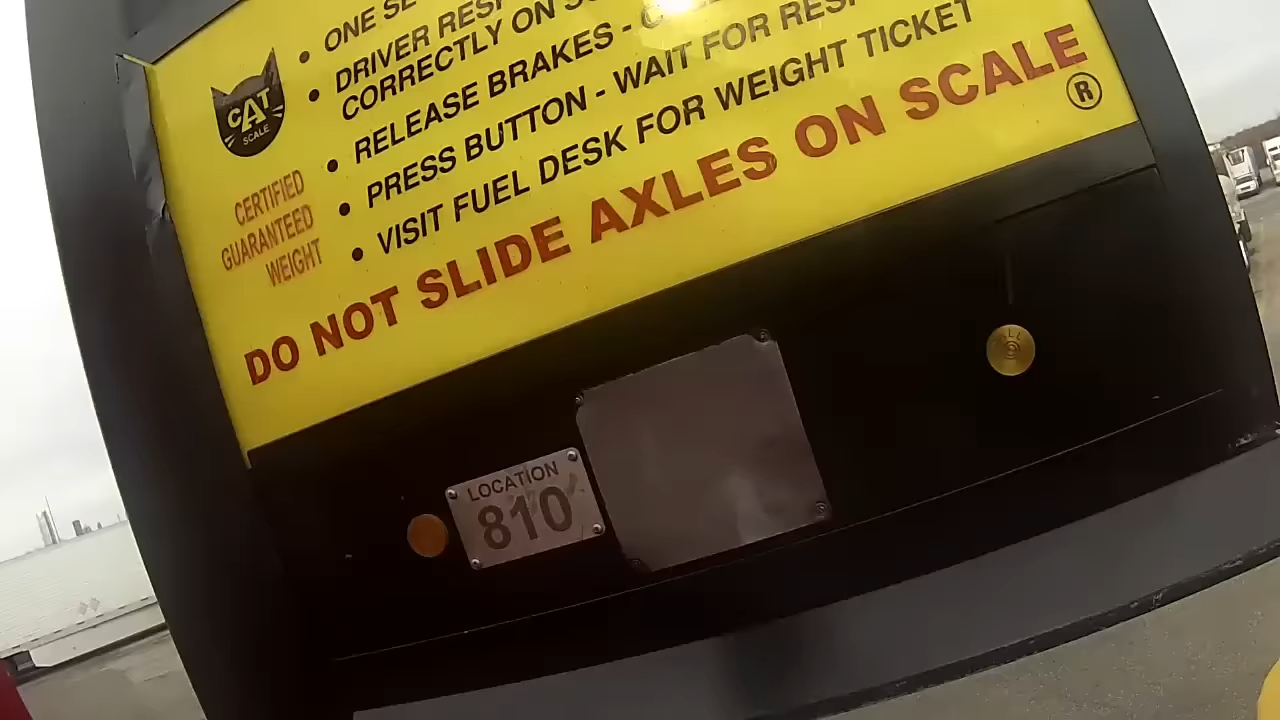 • ONE
• DRIVER
CORRECTLY ON
• RELEASE BRAKES -
• PRESS BUTTON - WAIT FOR
• VISIT FUEL DESK FOR WEIGHT TICKET
CAT
SCALE
CERTIFIED
GUARANTEED
WEIGHT
DO NOT SLIDE AXLES ON SCALE ®
LOCATION
810